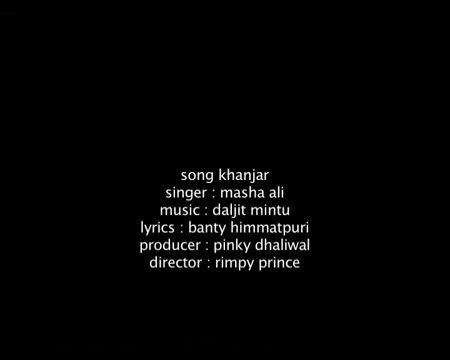 song khanjar
singer : masha ali
music : daljit mintu
lyrics : banty himmatpuri
producer : pinky dhaliwal
director : rimpy prince